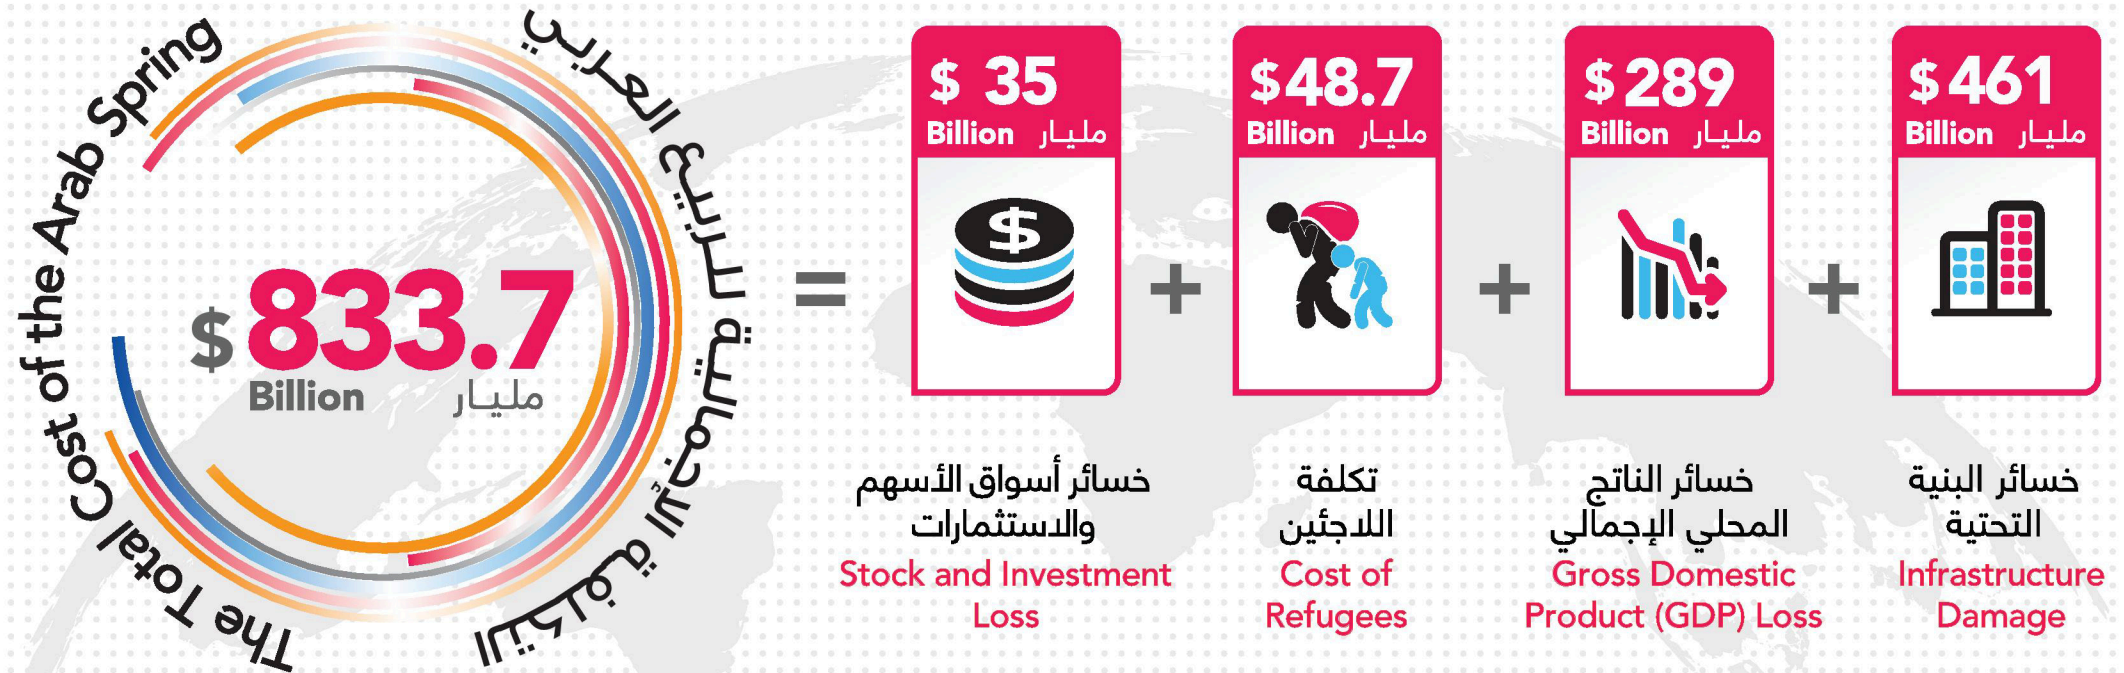 The Total Cost of the Arab Spring
التكلفة الإجمالية للربيع العربي
$ 833.7
Billion مليار
=
$ 35
Billion مليار
$
خسائر أسواق الأسهم
والاستثمارات
Stock and Investment
Loss
+
$48.7
Billion مليار
تكلفة
اللاجئين
Cost of
Refugees
+
$289
Billion مليار
خسائر الناتج
المحلي الإجمالي
Gross Domestic
Product (GDP) Loss
+
$461
Billion مليار
خسائر البنية
التحتية
Infrastructure
Damage